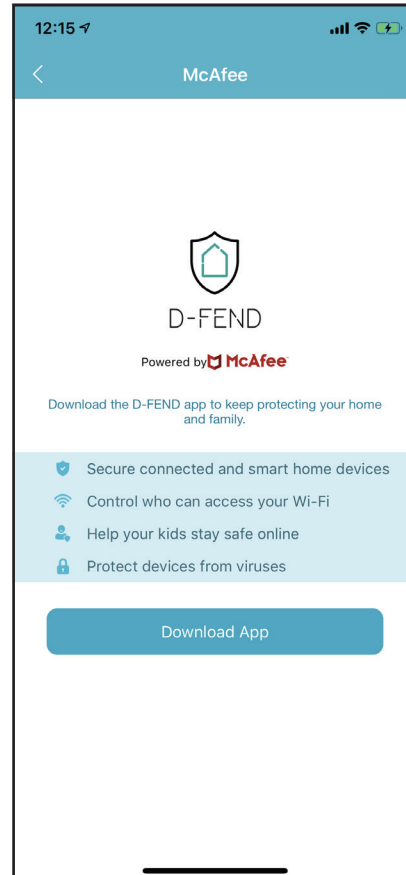 12:15
McAfee
D-FEND
Powered by McAfee
Download the D-FEND app to keep protecting your home
and family.
Secure connected and smart home devices
Control who can access your Wi-Fi
Help your kids stay safe online
Protect devices from viruses
Download App